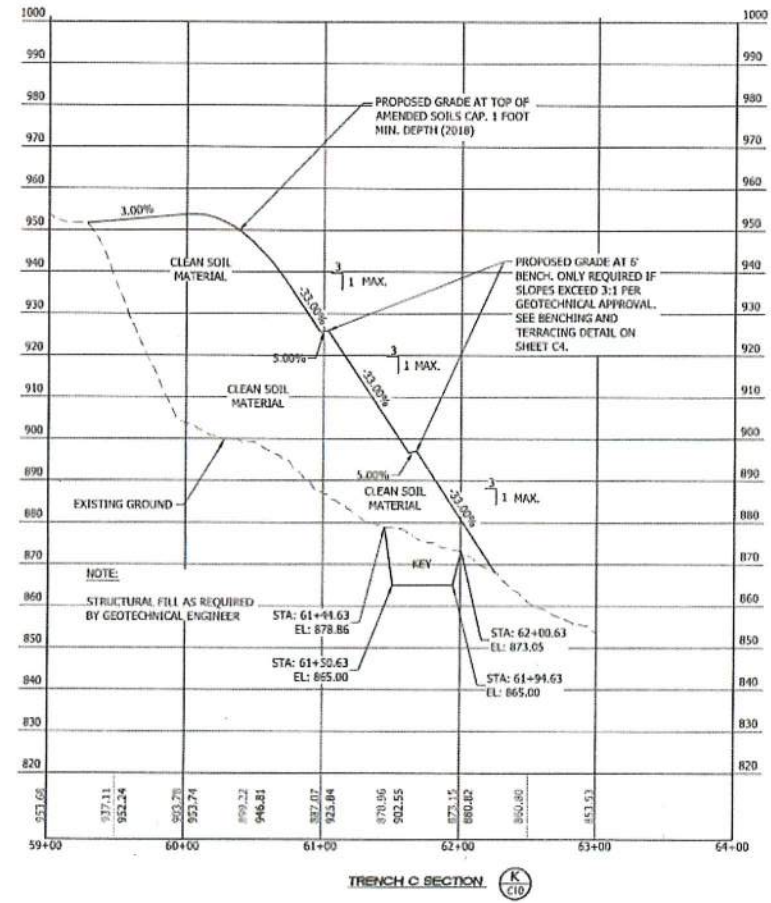 1000
1000
990
990
980
980
970
970
960
960
950
950
940
940
930
930
920
920
910
910
900
900
890
890
880
880
870
870
860
860
850
850
840
840
830
830
820
820
PROPOSED GRADE AT TOP OF
AMENDED SOILS CAP. 1 FOOT
MIN. DEPTH (2018)
3.00%
CLEAN SOIL
MATERIAL
3
1 MAX.
-33.00%
PROPOSED GRADE AT 6'
BENCH. ONLY REQUIRED IF
SLOPES EXCEED 3:1 PER
GEOTECHNICAL APPROVAL.
SEE BENCHING AND
TERRACING DETAIL ON
SHEET C4.
5.00%
3
1 MAX.
-33.00%
CLEAN SOIL
MATERIAL
5.00%
CLEAN SOIL
MATERIAL
3
1 MAX.
-33.00%
EXISTING GROUND
KEY
NOTE:
STRUCTURAL FILL AS REQUIRED
BY GEOTECHNICAL ENGINEER
STA: 61+44.63
EL: 878.86
STA: 61+50.63
EL: 865.00
STA: 62+00.63
EL: 873.05
STA: 61+94.63
EL: 865.00
953.68
937.11
952.24
903.78
953.74
899.22
946.81
887.07
925.84
878.96
902.55
873.15
880.82
860.80
853.53
59+00
60+00
61+00
62+00
63+00
64+00
TRENCH C SECTION
K
C10